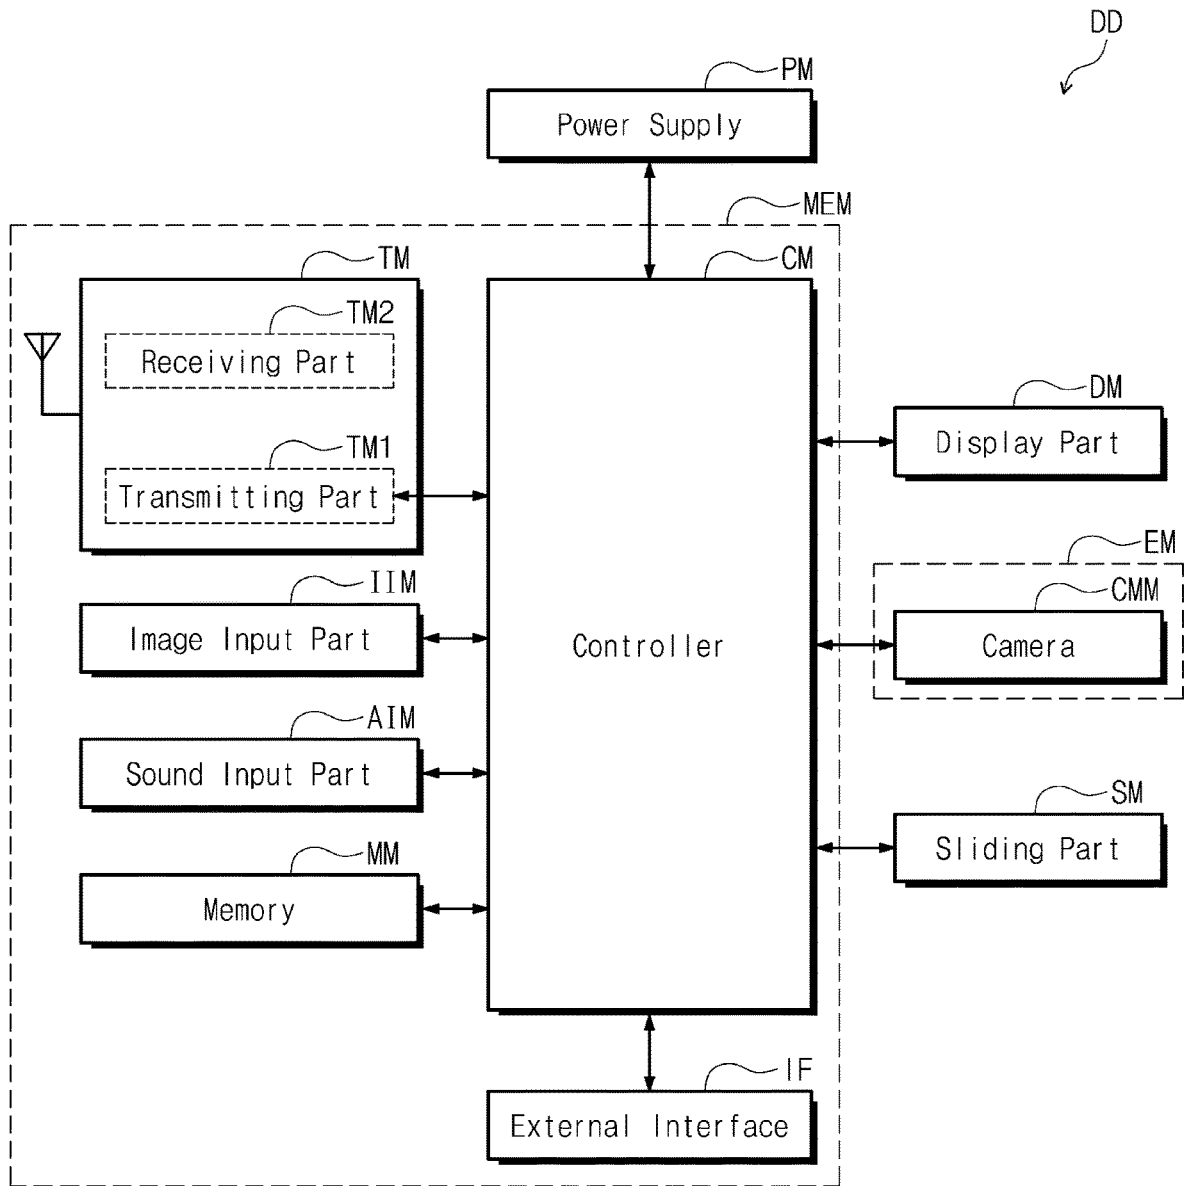 DD
PM
Power Supply
MEM
TM
CM
TM2
Receiving Part
DM
Display Part
TM1
Transmitting Part
EM
IIM
CMM
Image Input Part
Controller
Camera
AIM
Sound Input Part
SM
Sliding Part
MM
Memory
IF
External Interface